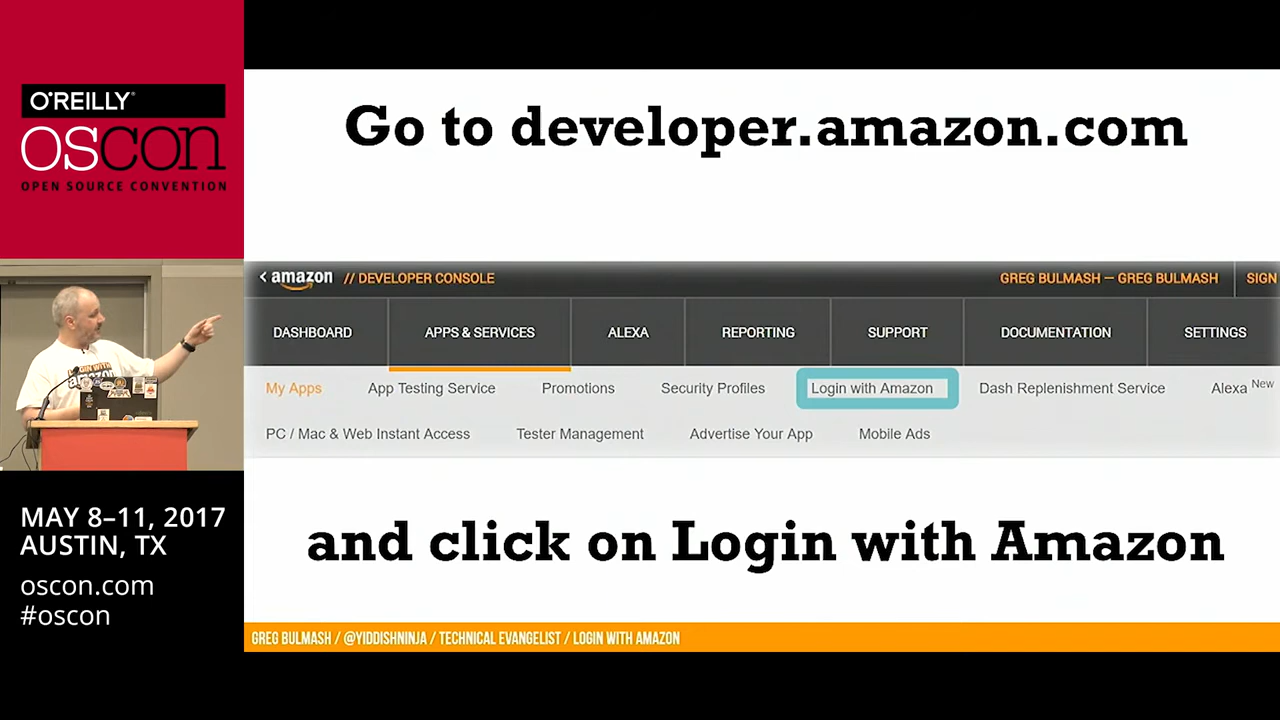 O'REILLY®
OSCON
OPEN SOURCE CONVENTION
MAY 8–11, 2017
AUSTIN, TX
oscon.com
#oscon
Go to developer.amazon.com
amazon // DEVELOPER CONSOLE
GREG BULMASH — GREG BULMASH
SIGN
DASHBOARD
APPS & SERVICES
ALEXA
REPORTING
SUPPORT
DOCUMENTATION
SETTINGS
My Apps
App Testing Service
Promotions
Security Profiles
Login with Amazon
Dash Replenishment Service
Alexa New
PC / Mac & Web Instant Access
Tester Management
Advertise Your App
Mobile Ads
and click on Login with Amazon
GREG BULMASH / @YIDDISHNINJA / TECHNICAL EVANGELIST / LOGIN WITH AMAZON